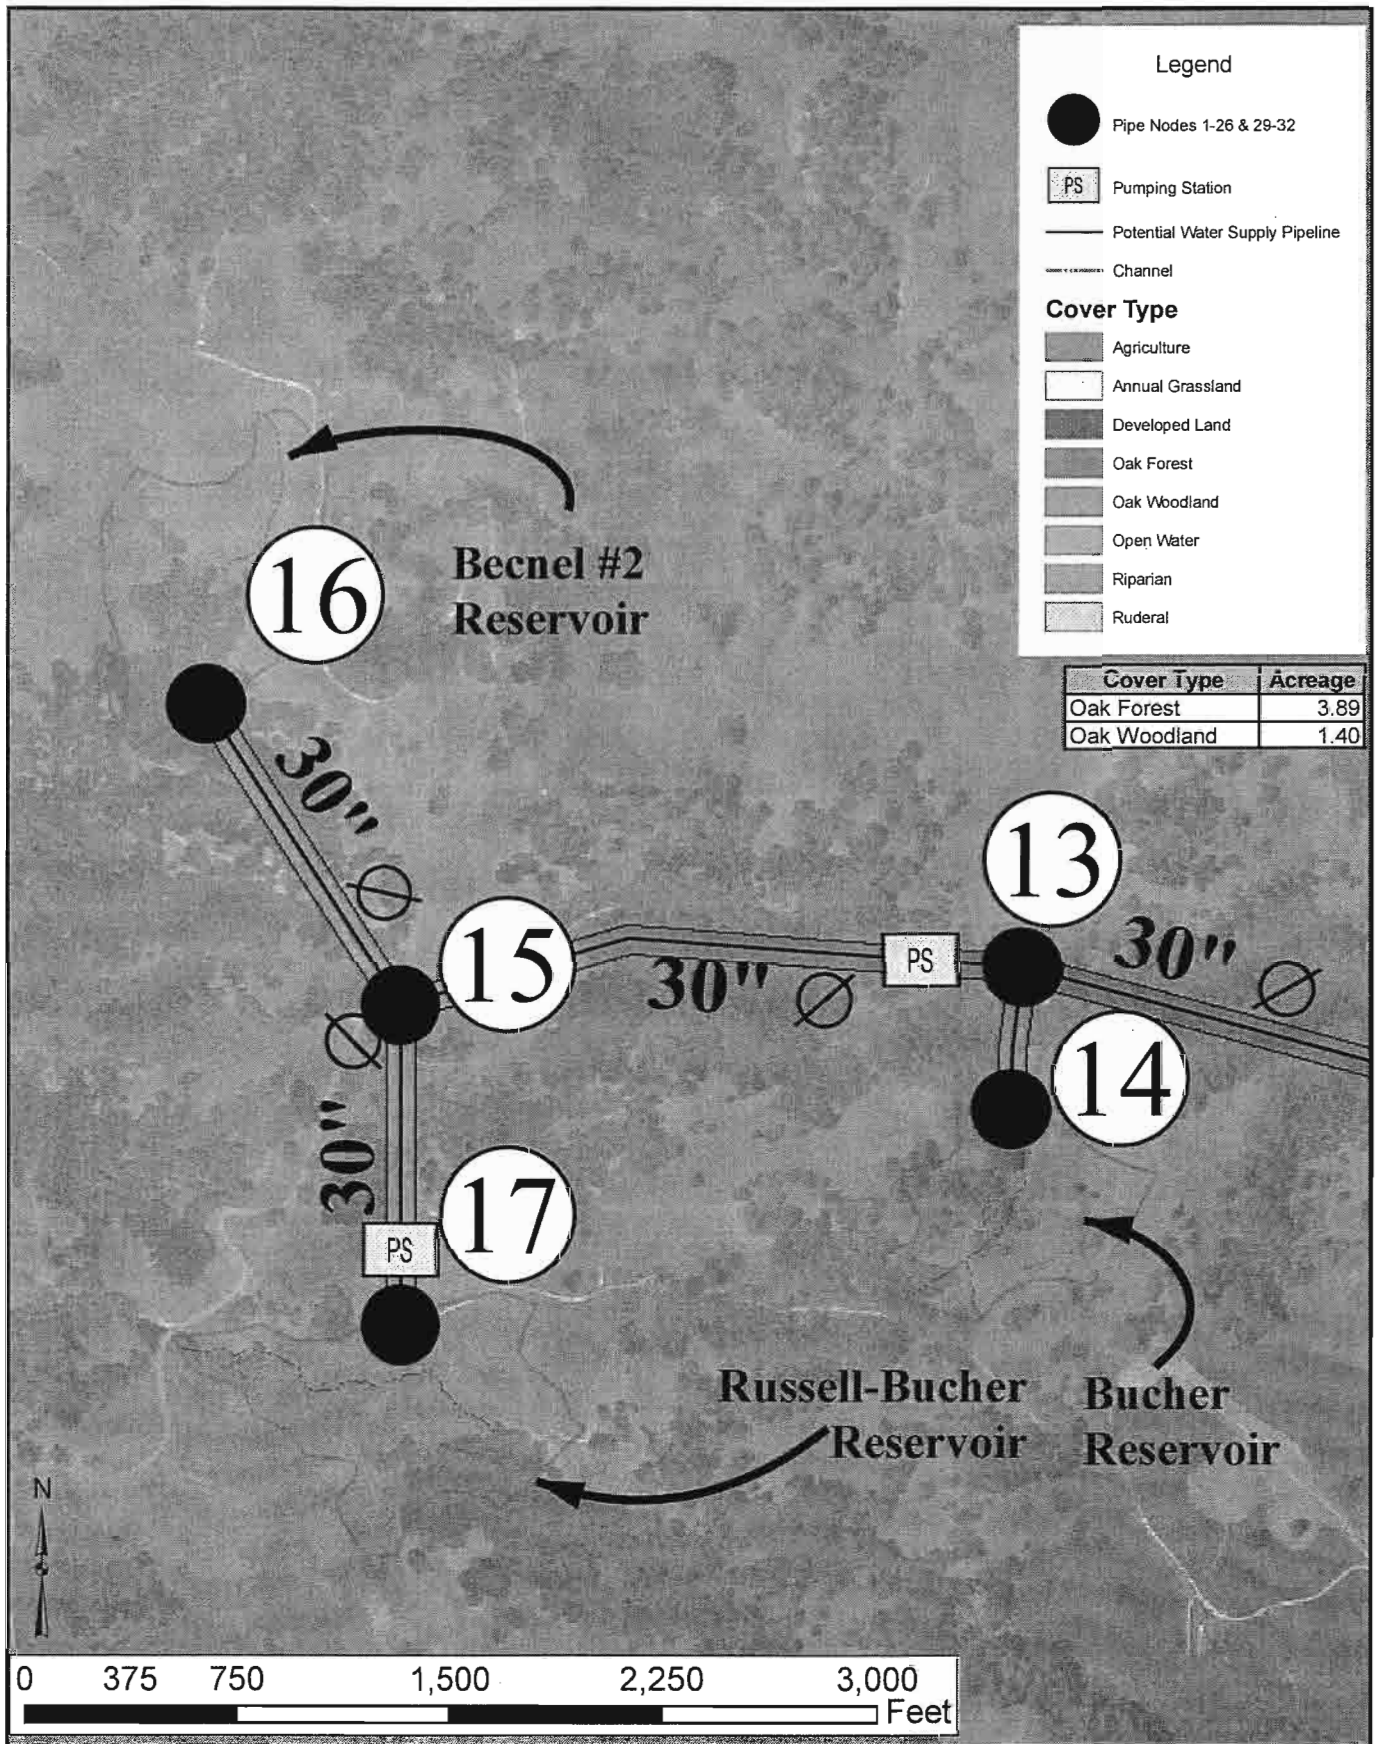 Legend
Pipe Nodes 1-26 & 29-32
PS
Pumping Station
Potential Water Supply Pipeline
Channel
Cover Type
Agriculture
Annual Grassland
Developed Land
Oak Forest
Oak Woodland
Open Water
Riparian
Ruderal
Cover Type Acreage
Oak Forest 3.89
Oak Woodland 1.40
Becnel #2
Reservoir
16
30" Ø
13
15
30" Ø
PS
30" Ø
14
Ø
30"
17
PS
Russell-Bucher
Reservoir
Bucher
Reservoir
N
0 375 750 1,500 2,250 3,000
Feet